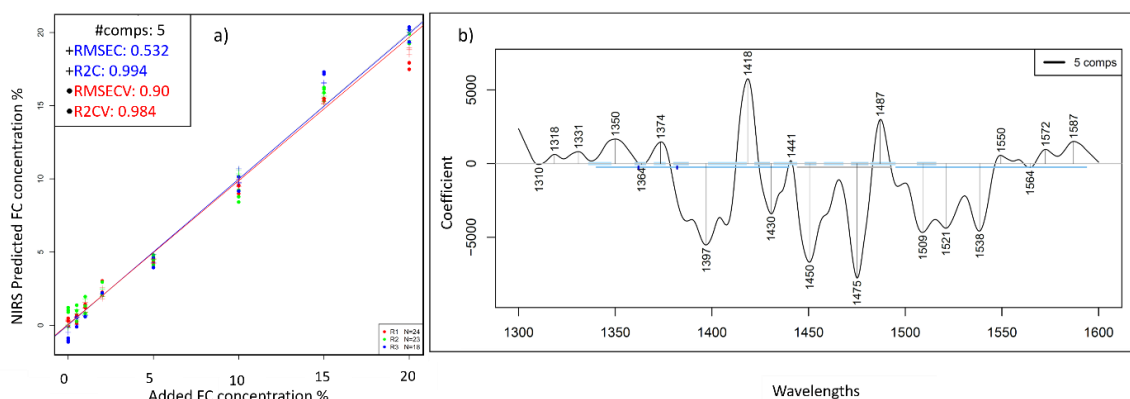 #comps: 5
+RMSEC: 0.532
+R2C: 0.994
●RMSECV: 0.90
●R2CV: 0.984
a)
NIRS Predicted FC concentration %
20
15
10
5
0
R1 N=24
R2 N=23
R3 N=18
0 5 10 15 20
Added FC concentration %
b)
5 comps
Coefficient
5000
0
−5000
1310
1318
1331
1350
1364
1374
1397
1418
1430
1441
1450
1475
1487
1509
1521
1538
1550
1564
1572
1587
1300 1350 1400 1450 1500 1550 1600
Wavelengths